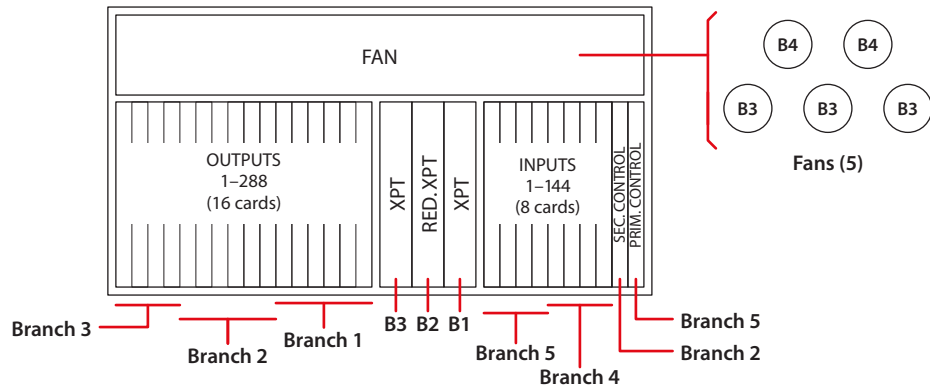 FAN
B4
B4
B3
B3
B3
Fans (5)
OUTPUTS
1–288
(16 cards)
XPT
RED. XPT
XPT
INPUTS
1–144
(8 cards)
SEC. CONTROL
PRIM. CONTROL
Branch 3
Branch 2
Branch 1
B3
B2
B1
Branch 5
Branch 4
Branch 5
Branch 2